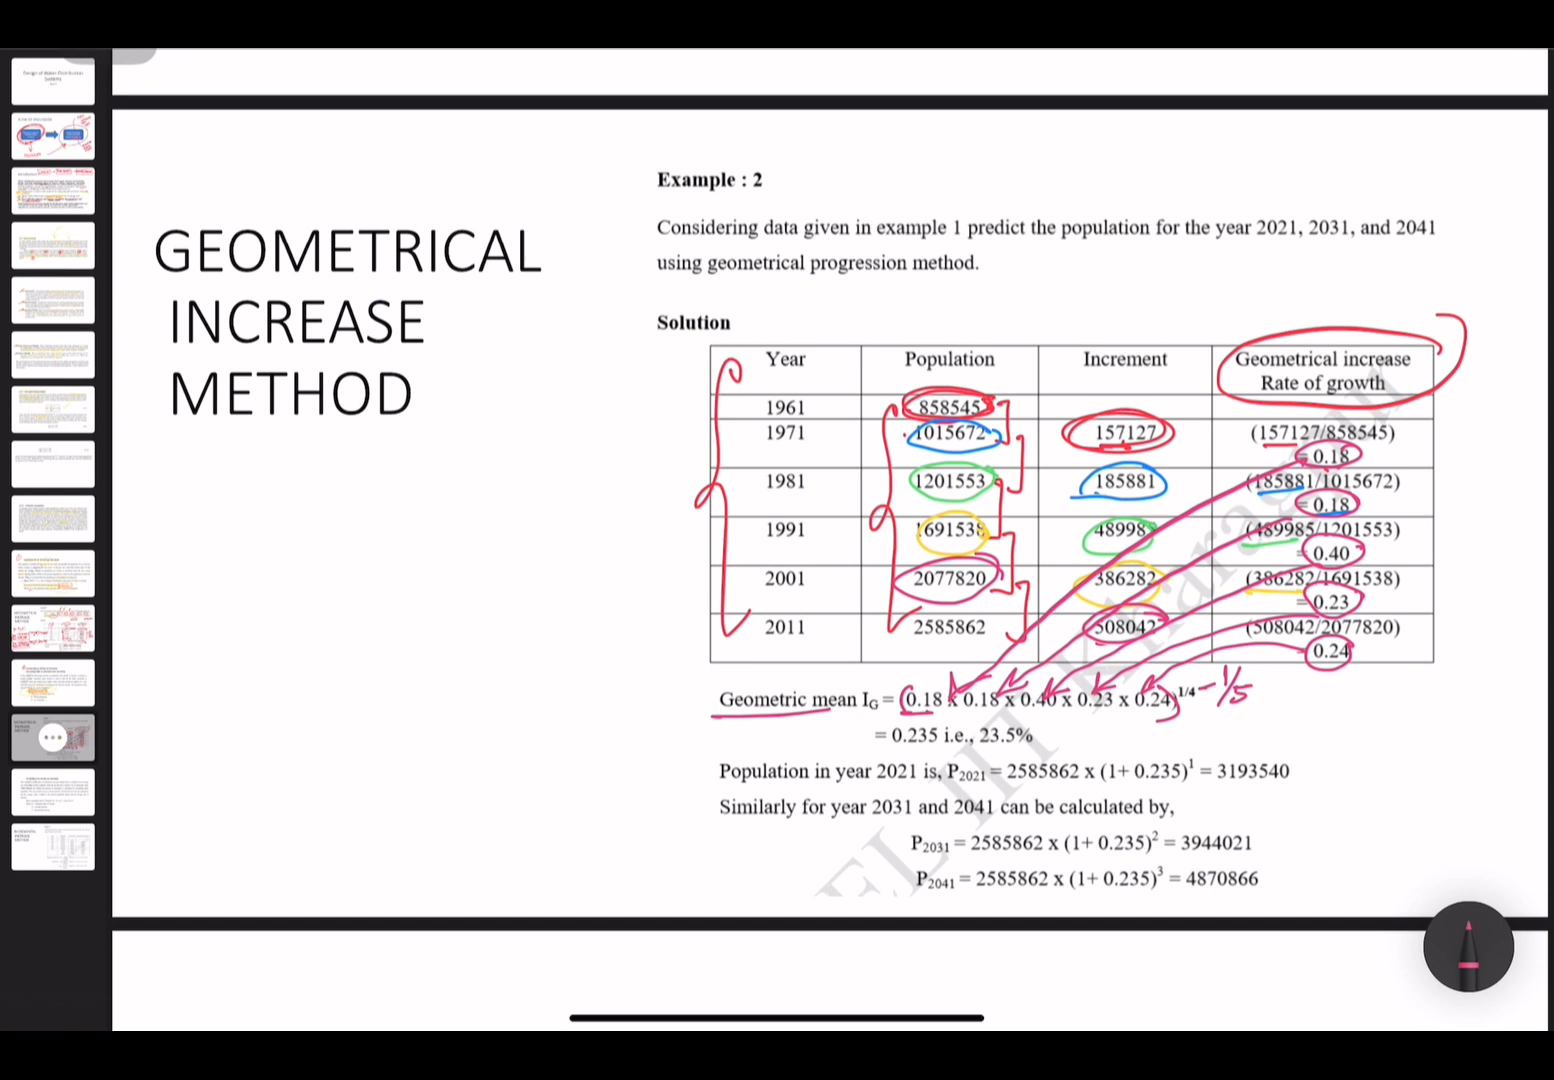 GEOMETRICAL
INCREASE
METHOD
Example : 2
Considering data given in example 1 predict the population for the year 2021, 2031, and 2041
using geometrical progression method.
Solution
Year Population Increment Geometrical increase
Rate of growth
1961 858545
1971 1015672 157127 (157127/858545)
= 0.18
1981 1201553 185881 (185881/1015672)
= 0.18
1991 1691538 489985 (489985/1201553)
= 0.40
2001 2077820 386282 (386282/1691538)
= 0.23
2011 2585862 508042 (508042/2077820)
= 0.24
Geometric mean IG = (0.18 x 0.18 x 0.40 x 0.23 x 0.24)^1/4 - 1/5
= 0.235 i.e., 23.5%
Population in year 2021 is, P2021 = 2585862 x (1+ 0.235)^1 = 3193540
Similarly for year 2031 and 2041 can be calculated by,
P2031 = 2585862 x (1+ 0.235)^2 = 3944021
P2041 = 2585862 x (1+ 0.235)^3 = 4870866